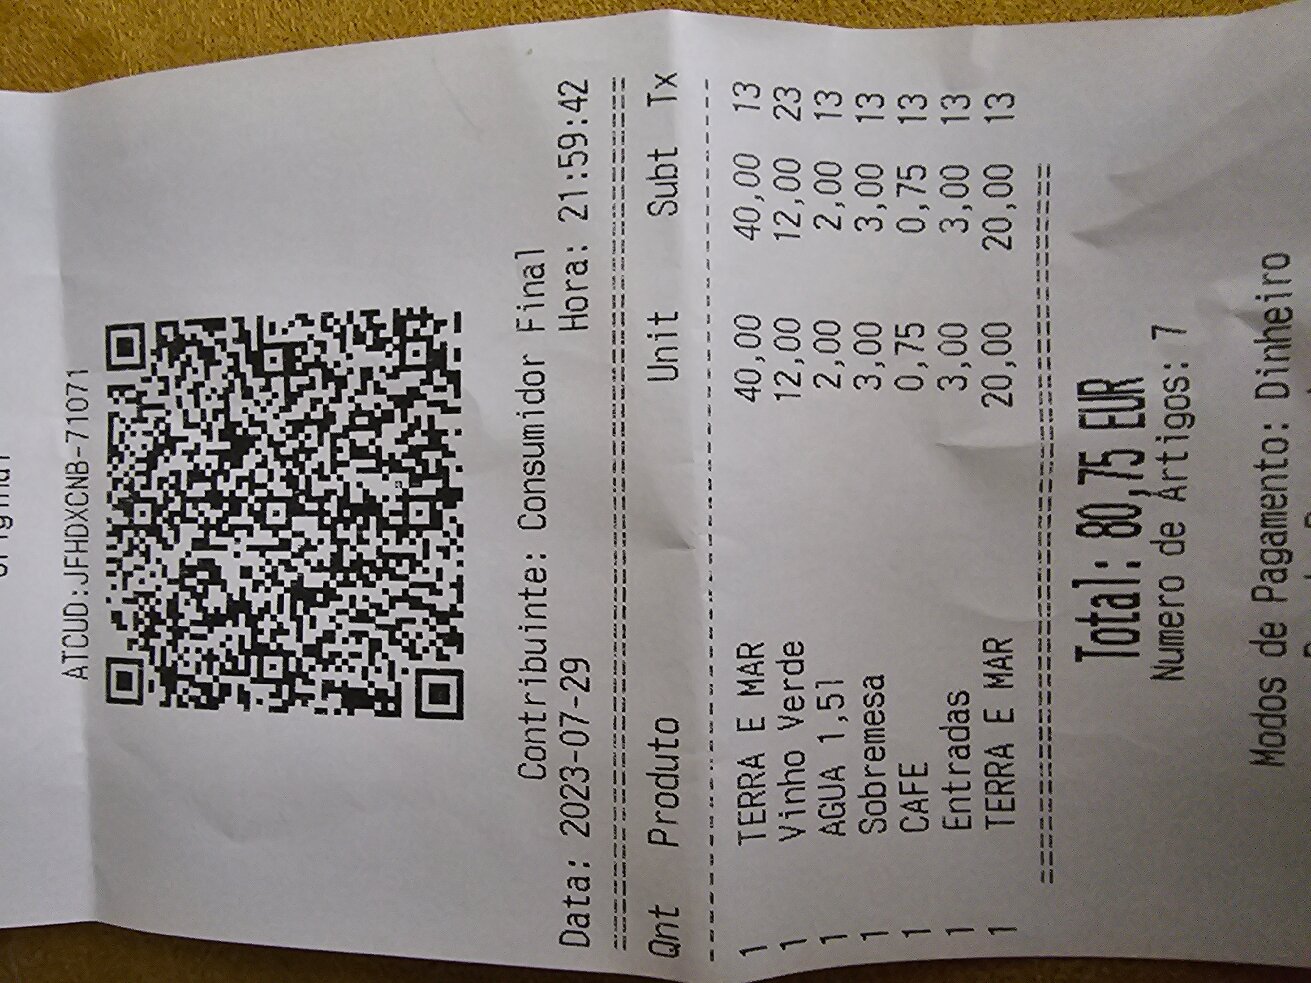 ATCUD:JFHDXCNB-71071
Contribuinte: Consumidor Final
Data: 2023-07-29 Hora: 21:59:42
Qnt Produto Unit Subt Tx
1 TERRA E MAR 40,00 40,00 13
1 Vinho Verde 12,00 12,00 23
1 AGUA 1,5l 2,00 2,00 13
1 Sobremesa 3,00 3,00 13
1 CAFE 0,75 0,75 13
1 Entradas 3,00 3,00 13
1 TERRA E MAR 20,00 20,00 13
Total: 80,75 EUR
Numero de Artigos: 7
Modos de Pagamento: Dinheiro